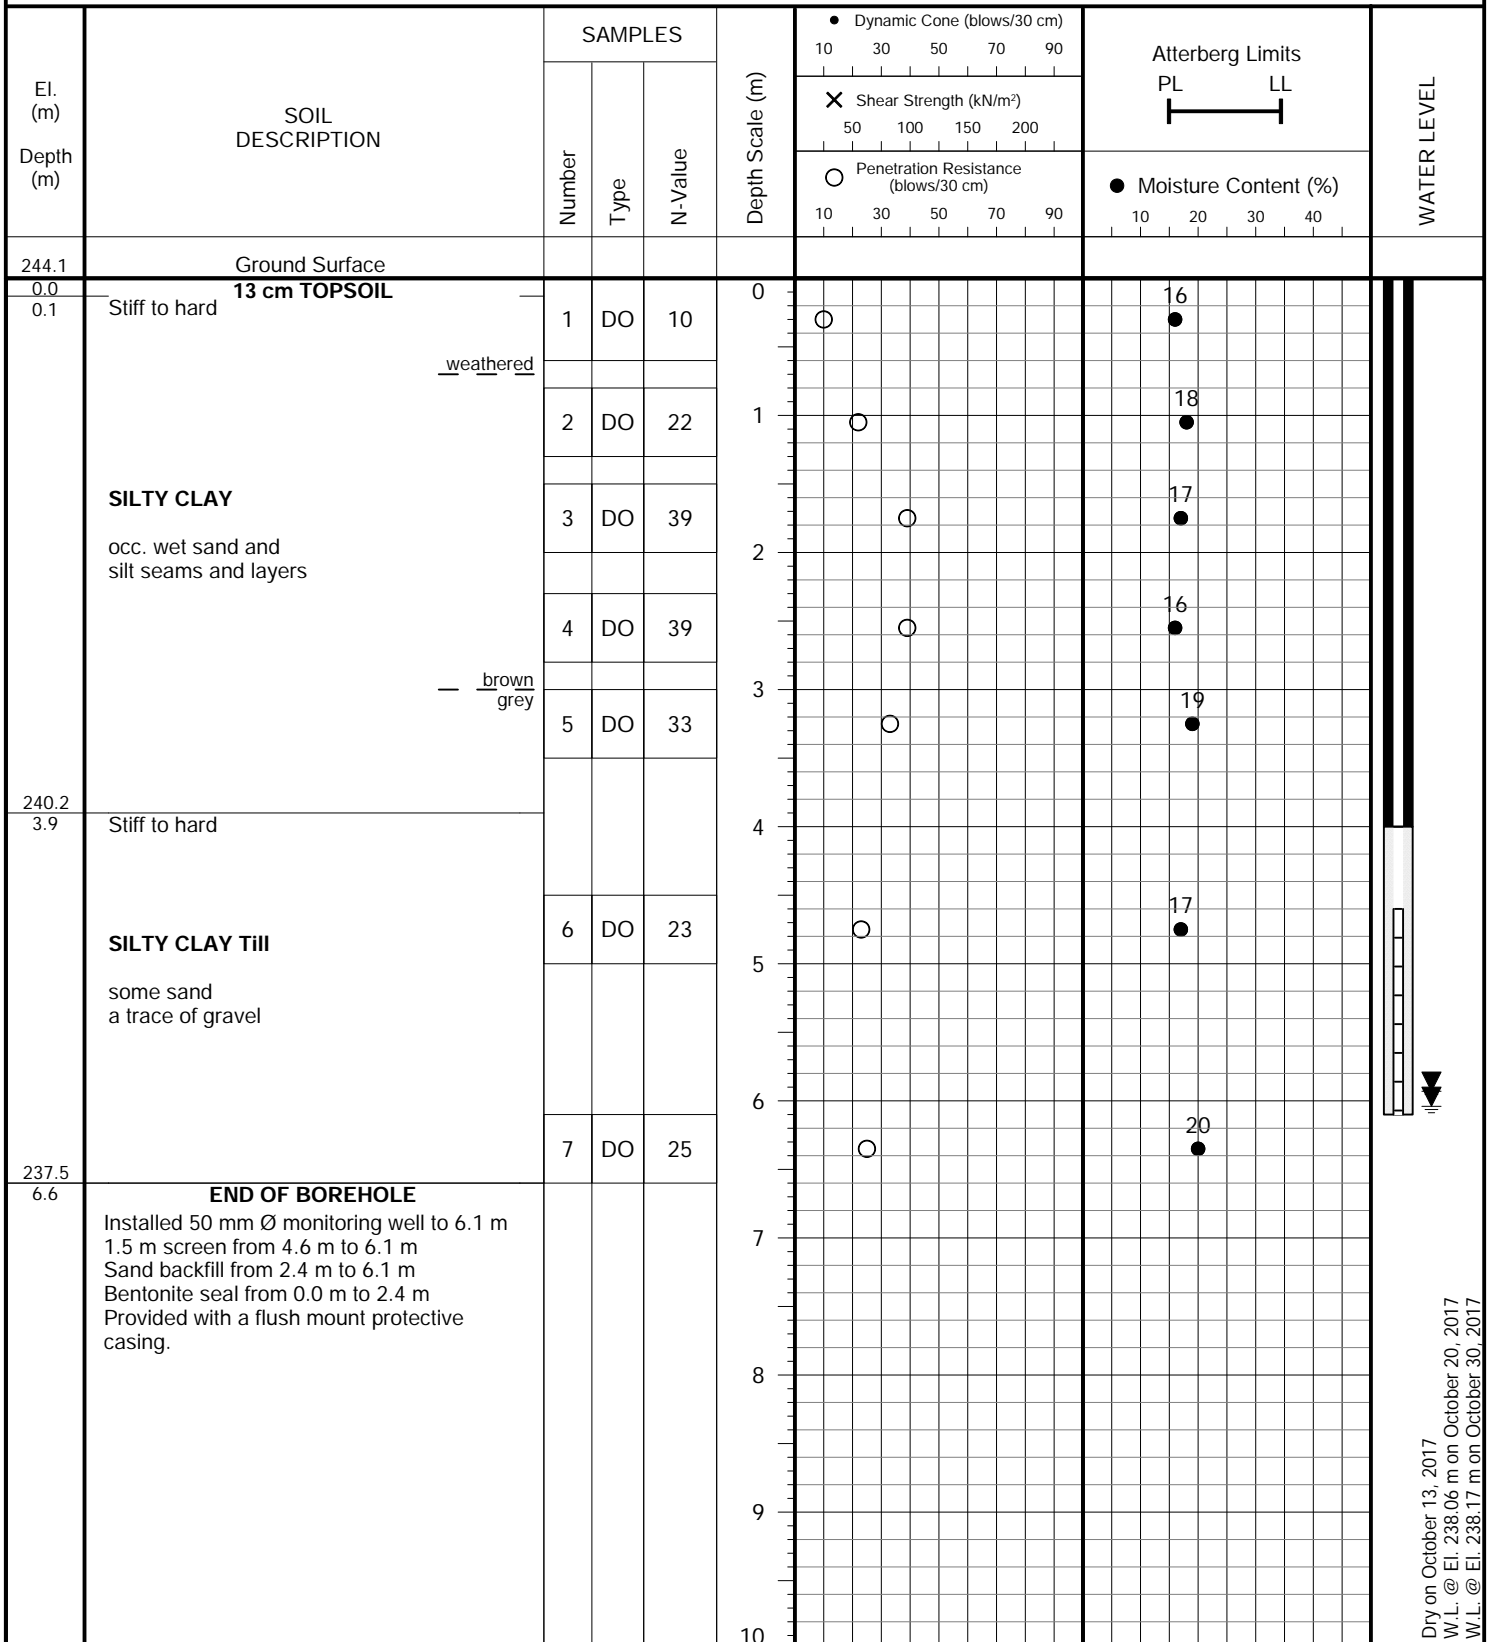 El.
(m)
Depth
(m)
SOIL
DESCRIPTION
SAMPLES
Number
Type
N-Value
Depth Scale (m)
Dynamic Cone (blows/30 cm)
10 30 50 70 90
Shear Strength (kN/m²)
50 100 150 200
Penetration Resistance
(blows/30 cm)
10 30 50 70 90
Atterberg Limits
PL LL
Moisture Content (%)
10 20 30 40
WATER LEVEL
244.1 Ground Surface
0.0 13 cm TOPSOIL 0
0.1 Stiff to hard
16
1 DO 10
weathered
18
2 DO 22 1
17
SILTY CLAY
3 DO 39
occ. wet sand and
silt seams and layers
2
16
4 DO 39
brown
grey
3
19
5 DO 33
240.2
3.9 Stiff to hard 4
17
6 DO 23
SILTY CLAY Till
5
some sand
a trace of gravel
6
20
7 DO 25
237.5
6.6 END OF BOREHOLE
Installed 50 mm Ø monitoring well to 6.1 m
1.5 m screen from 4.6 m to 6.1 m
Sand backfill from 2.4 m to 6.1 m
Bentonite seal from 0.0 m to 2.4 m
Provided with a flush mount protective
casing.
7
8
9
10
Dry on October 13, 2017
W.L. @ El. 238.06 m on October 20, 2017
W.L. @ El. 238.17 m on October 30, 2017